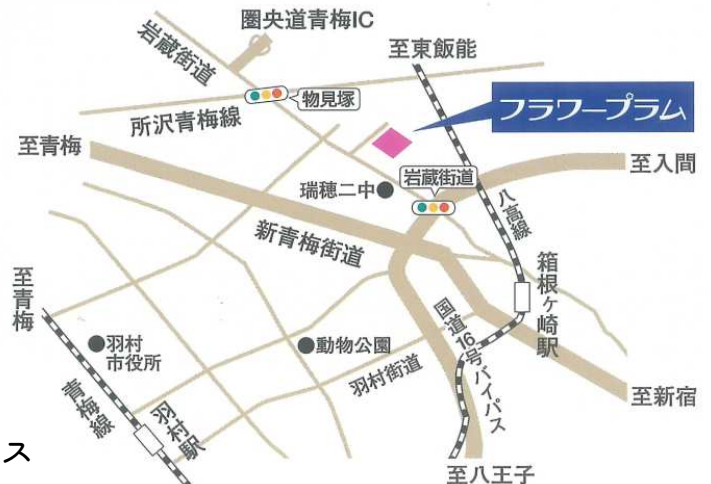 圏央道青梅IC
岩蔵街道
至東飯能
物見塚
フラワープラム
所沢青梅線
至青梅
至入間
岩蔵街道
瑞穂二中
八高線
新青梅街道
箱根ヶ崎駅
至青梅
国道16号バイパス
羽村
市役所
動物公園
羽村街道
至新宿
青梅線
羽村駅
ス
至八王子